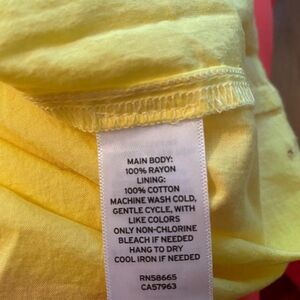 MAIN BODY:
100% RAYON
LINING:
100% COTTON
MACHINE WASH COLD,
GENTLE CYCLE, WITH
LIKE COLORS
ONLY NON-CHLORINE
BLEACH IF NEEDED
HANG TO DRY
COOL IRON IF NEEDED
RN58665
CA57963